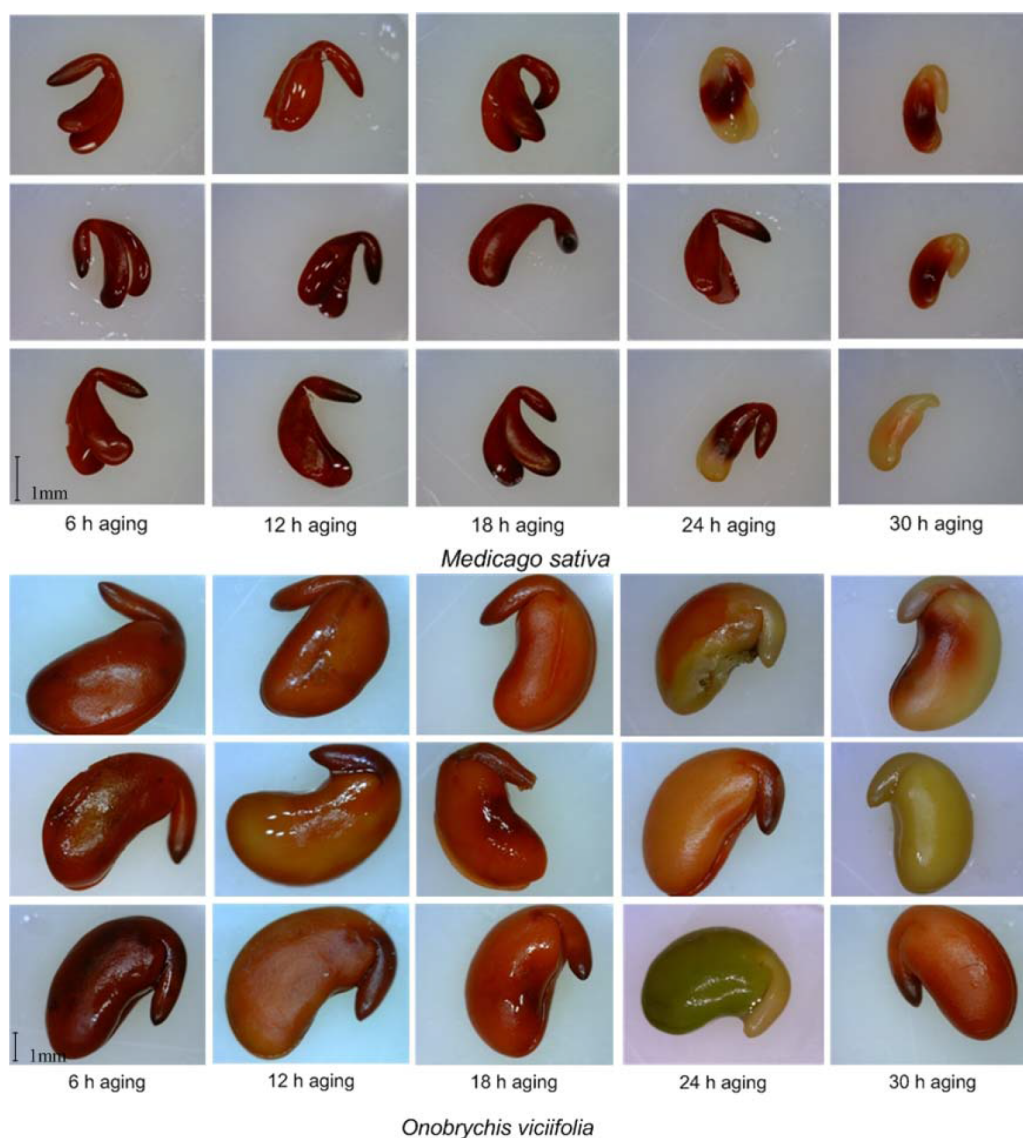 1mm
6 h aging 12 h aging 18 h aging 24 h aging 30 h aging
Medicago sativa
1mm
6 h aging 12 h aging 18 h aging 24 h aging 30 h aging
Onobrychis viciifolia